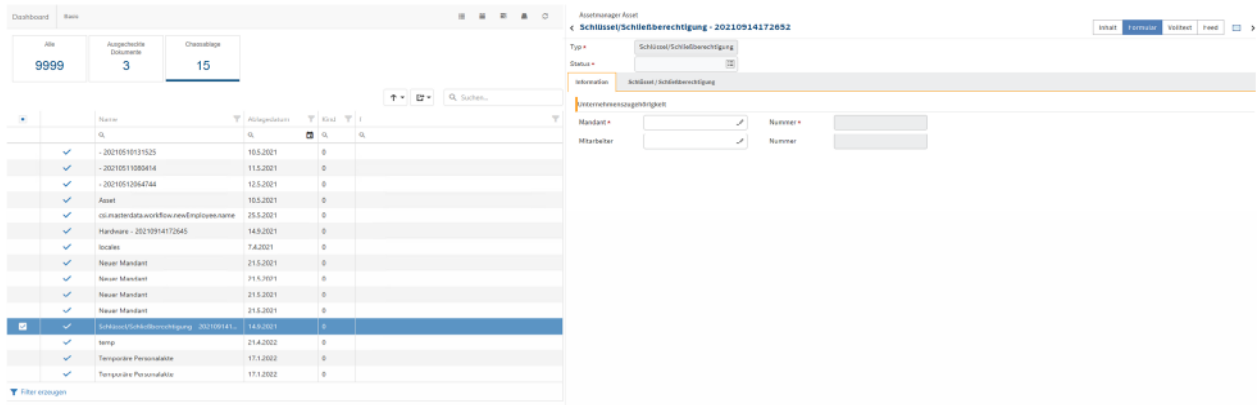 Dashboard Basis
Alle
9999
Ausgecheckte
Dokumente
3
Chaosablage
15
Suchen...
Name Ablagedatum Kind I
- 20210510131525 10.5.2021 0
- 20210511080414 11.5.2021 0
- 20210512064744 12.5.2021 0
Asset 10.5.2021 0
csi.masterdata.workflow.newEmployee.name 25.5.2021 0
Hardware - 20210914172645 14.9.2021 0
locales 7.4.2021 0
Neuer Mandant 21.5.2021 0
Neuer Mandant 21.5.2021 0
Neuer Mandant 21.5.2021 0
Neuer Mandant 21.5.2021 0
Schlüssel/Schließberechtigung 202109141... 14.9.2021 0
temp 21.4.2022 0
Temporäre Personalakte 17.1.2022 0
Temporäre Personalakte 17.1.2022 0
Filter erzeugen
Assetmanager Asset
Schlüssel/Schließberechtigung - 20210914172652
Inhalt Formular Volltext Feed
Typ * Schlüssel/Schließberechtigung
Status *
Information Schlüssel / Schließberechtigung
Unternehmenszugehörigkeit
Mandant * Nummer *
Mitarbeiter Nummer